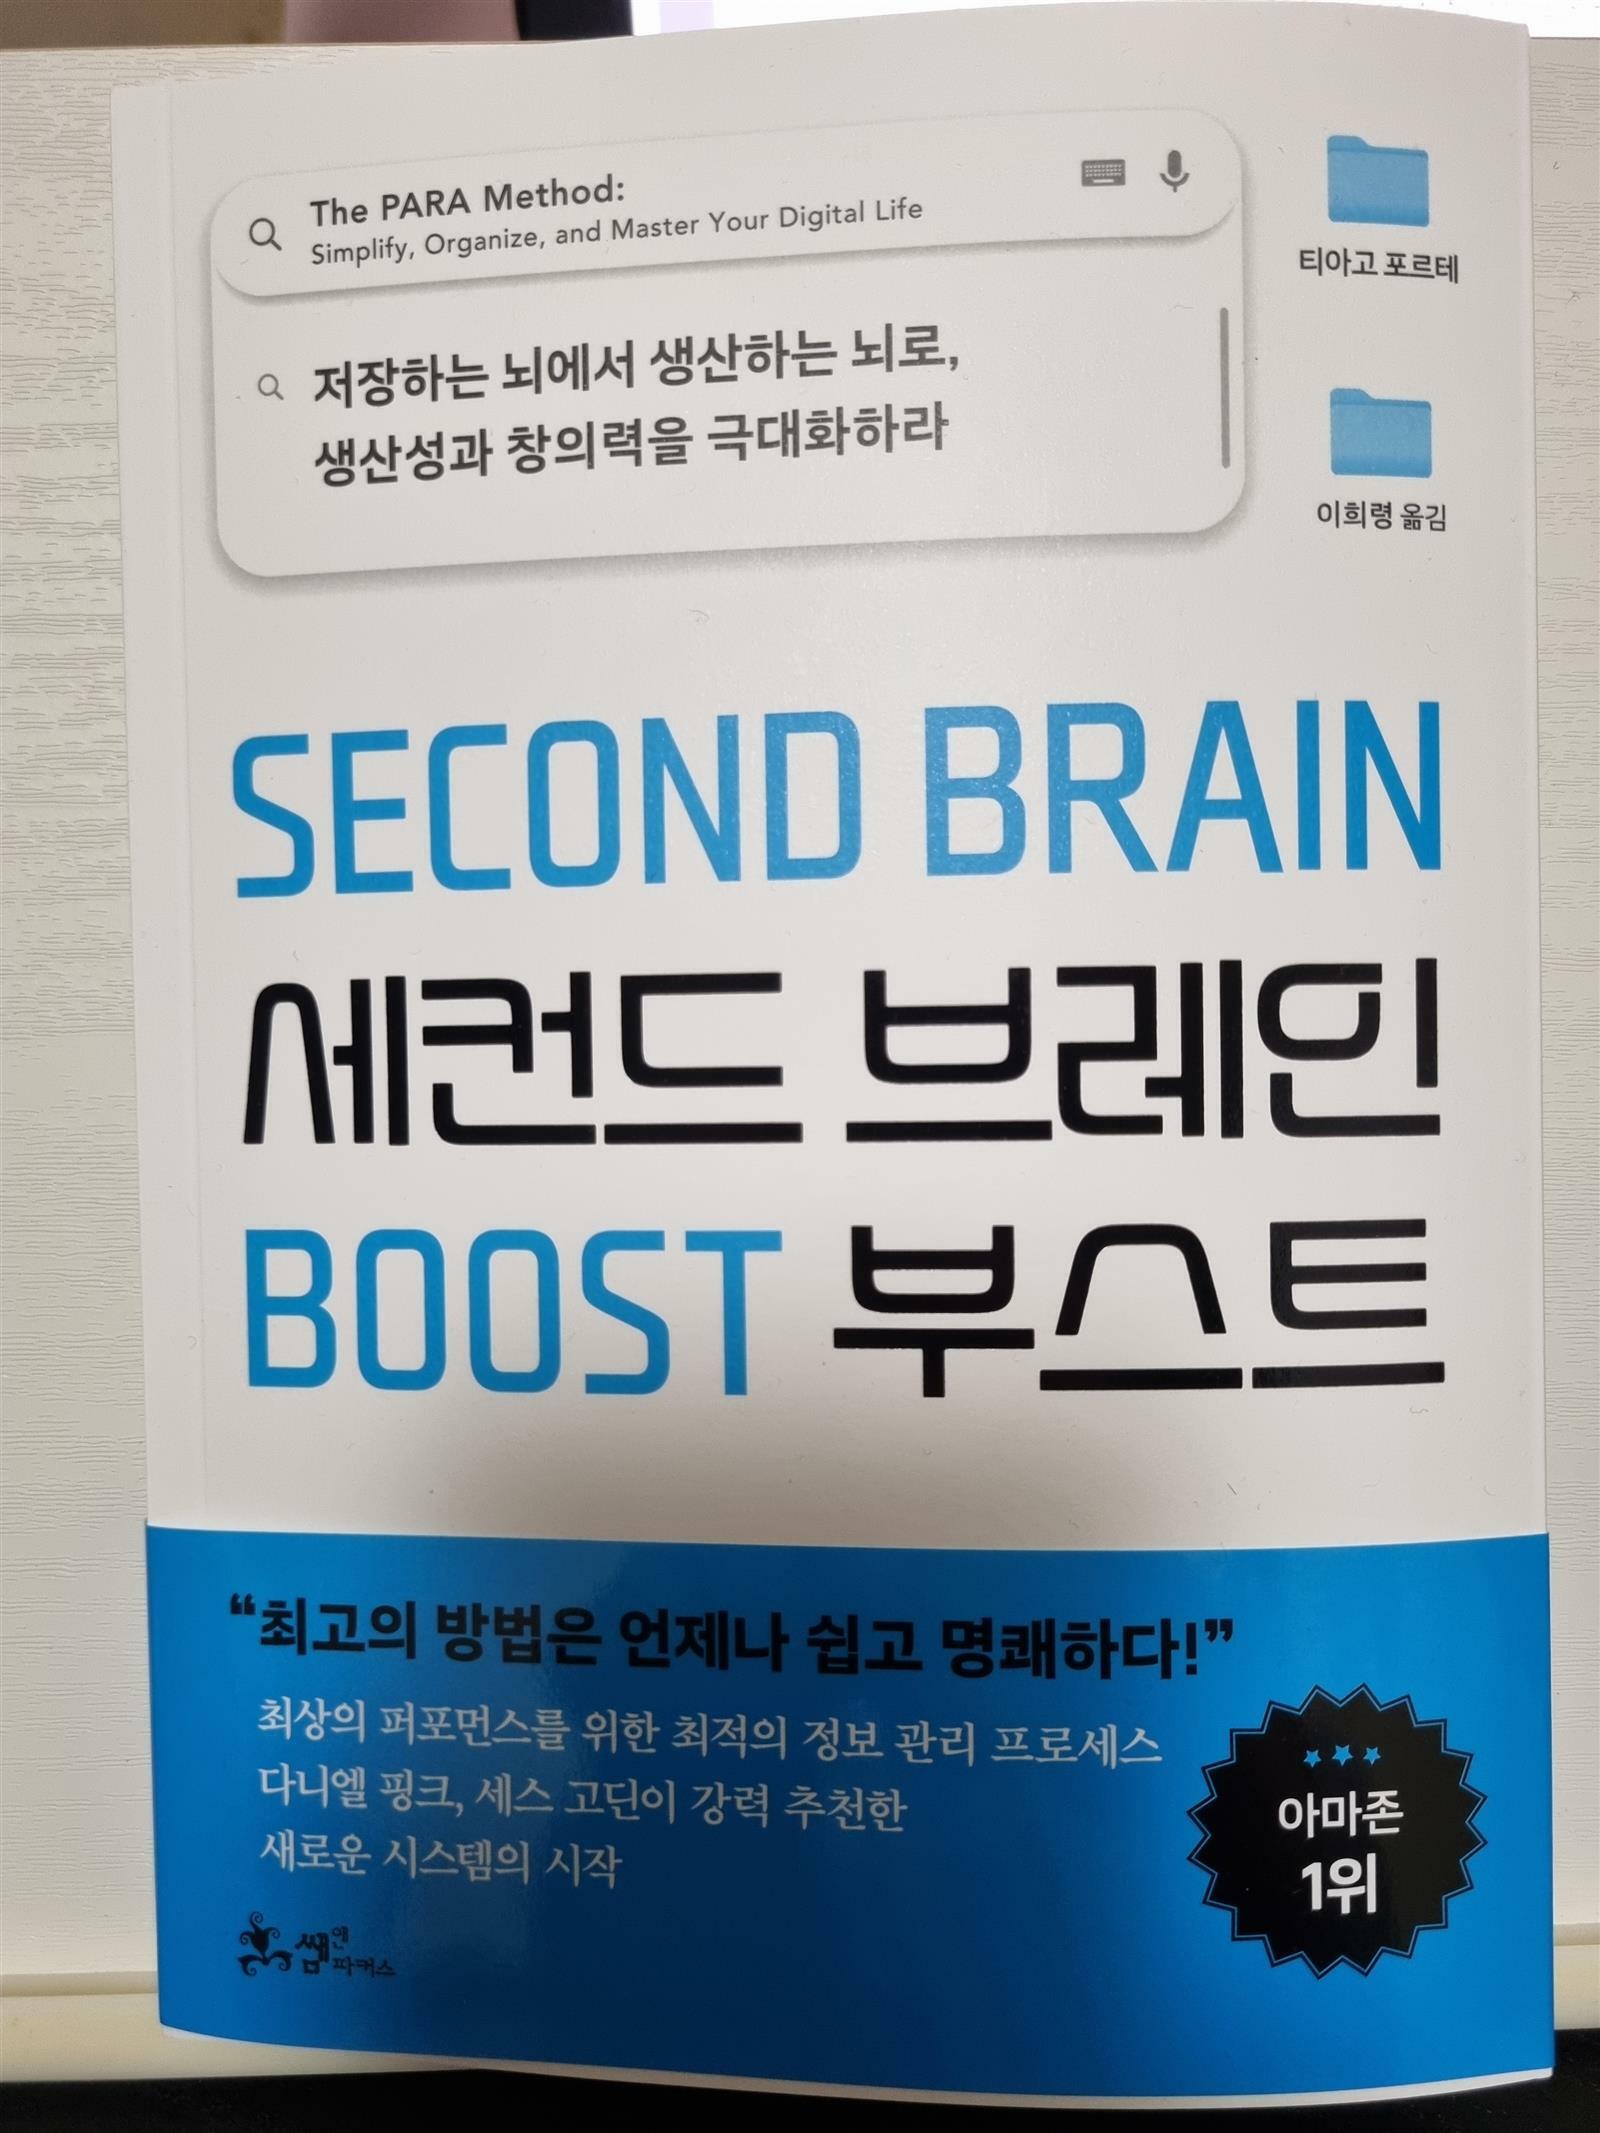 The PARA Method:
Simplify, Organize, and Master Your Digital Life
저장하는 뇌에서 생산하는 뇌로,
생산성과 창의력을 극대화하라
티아고 포르테
이희령 옮김
SECOND BRAIN
세컨드 브레인
BOOST 부스트
“최고의 방법은 언제나 쉽고 명쾌하다!”
최상의 퍼포먼스를 위한 최적의 정보 관리 프로세스
다니엘 핑크, 세스 고딘이 강력 추천한
새로운 시스템의 시작
아마존
1위
쌤앤파커스